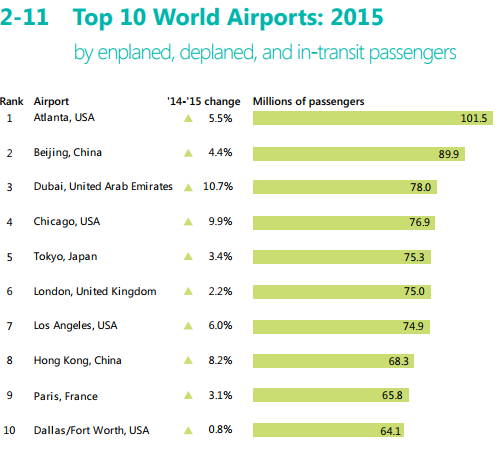 2-11 Top 10 World Airports: 2015
by enplaned, deplaned, and in-transit passengers
Rank Airport '14-'15 change Millions of passengers
1 Atlanta, USA ▲ 5.5% 101.5
2 Beijing, China ▲ 4.4% 89.9
3 Dubai, United Arab Emirates ▲ 10.7% 78.0
4 Chicago, USA ▲ 9.9% 76.9
5 Tokyo, Japan ▲ 3.4% 75.3
6 London, United Kingdom ▲ 2.2% 75.0
7 Los Angeles, USA ▲ 6.0% 74.9
8 Hong Kong, China ▲ 8.2% 68.3
9 Paris, France ▲ 3.1% 65.8
10 Dallas/Fort Worth, USA ▲ 0.8% 64.1